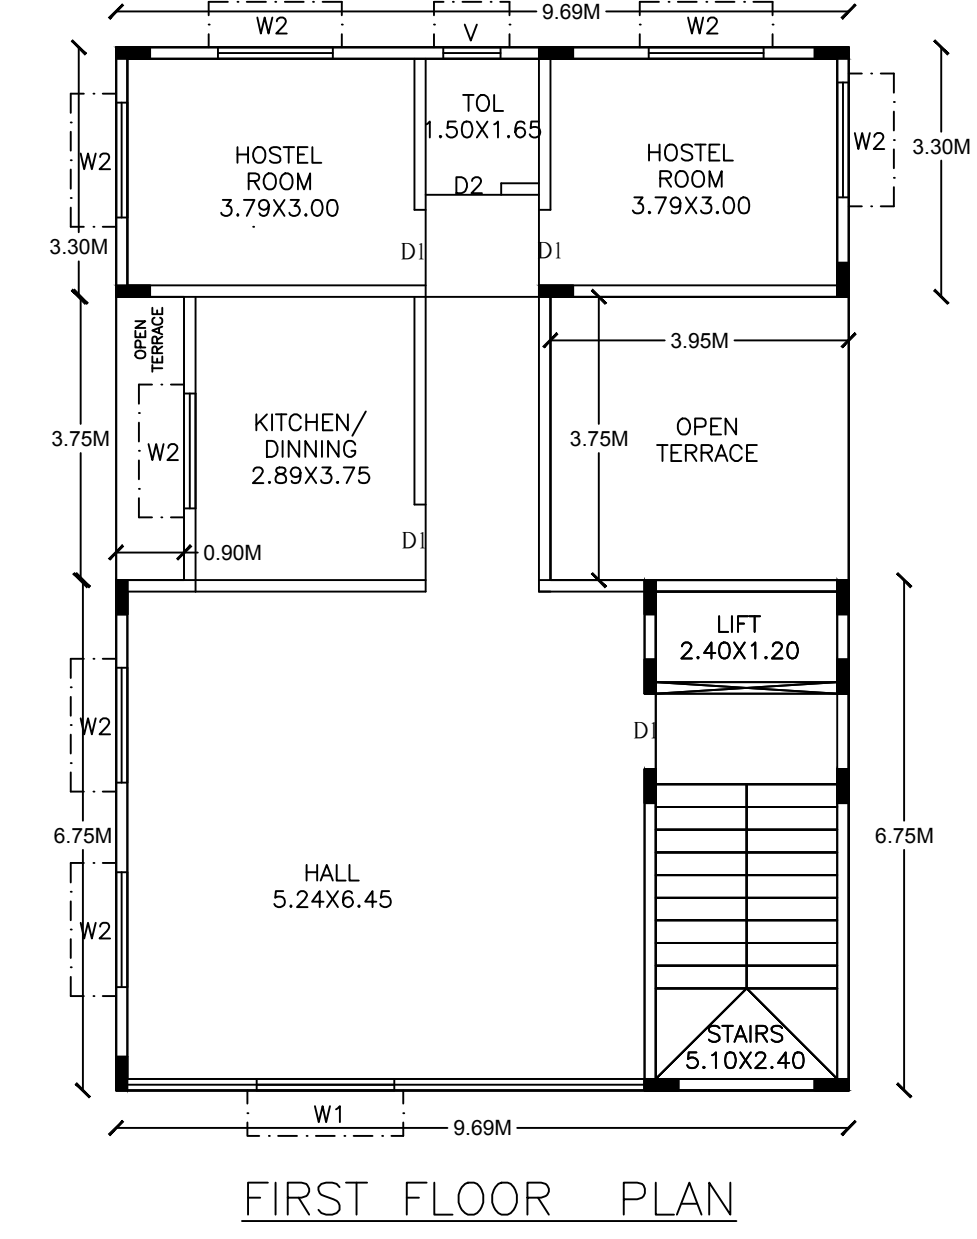 9.69M
W2
V
W2
TOL
1.50X1.65
W2
W2
3.30M
HOSTEL
ROOM
3.79X3.00
HOSTEL
ROOM
3.79X3.00
D2
3.30M
D1
D1
OPEN
TERRACE
3.95M
KITCHEN/
DINNING
2.89X3.75
3.75M
W2
3.75M
OPEN
TERRACE
D1
0.90M
LIFT
2.40X1.20
W2
D1
6.75M
6.75M
HALL
5.24X6.45
W2
STAIRS
5.10X2.40
W1
9.69M
FIRST FLOOR PLAN